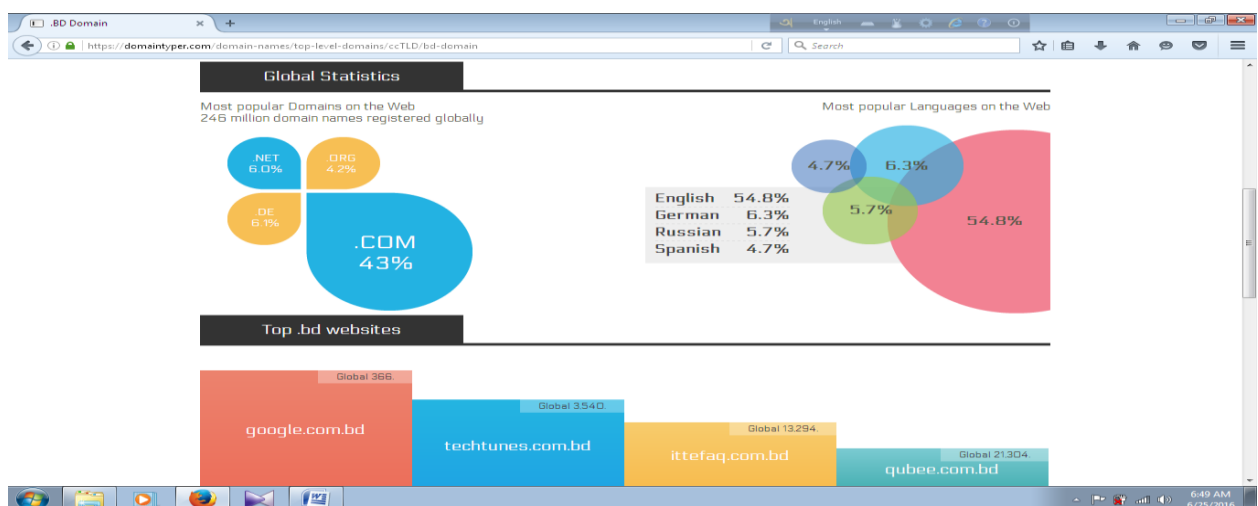 .BD Domain
অ English
https://domaintyper.com/domain-names/top-level-domains/ccTLD/bd-domain
Search
Global Statistics
Most popular Domains on the Web
246 million domain names registered globally
Most popular Languages on the Web
.NET
6.0%
.ORG
4.2%
.DE
6.1%
.COM
43%
4.7%
6.3%
5.7%
54.8%
English 54.8%
German 6.3%
Russian 5.7%
Spanish 4.7%
Top .bd websites
Global 366.
google.com.bd
Global 3.540.
techtunes.com.bd
Global 13.294.
ittefaq.com.bd
Global 21.304.
qubee.com.bd
6:49 AM
6/25/2016